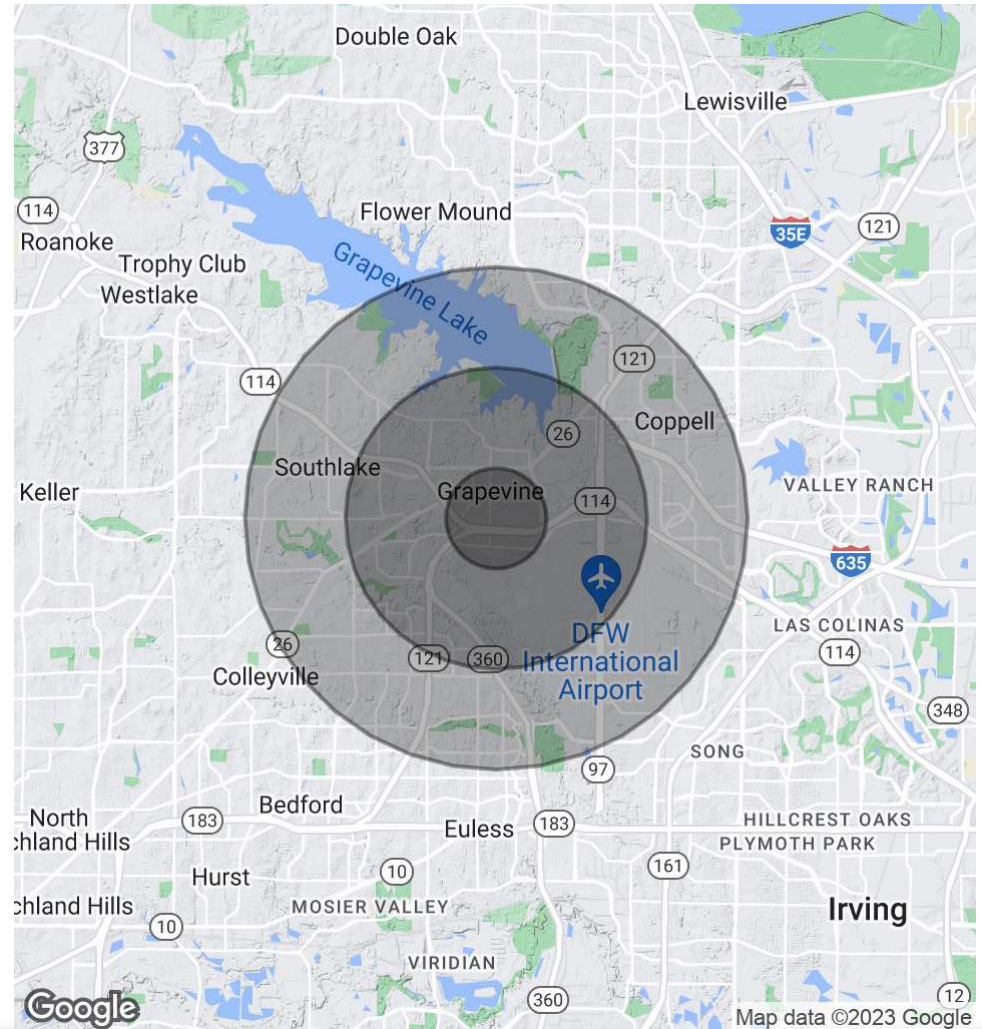 Double Oak
Lewisville
377
114
Flower Mound
35E
121
Roanoke
Trophy Club
Westlake
Grapevine Lake
121
114
26
Coppell
Southlake
Keller
Grapevine
VALLEY RANCH
114
635
DFW
International
Airport
LAS COLINAS
114
26
121
360
Colleyville
348
SONG
97
Bedford
North
chland Hills
183
Euless
183
HILLCREST OAKS
PLYMOTH PARK
161
10
Hurst
chland Hills
MOSIER VALLEY
10
Irving
VIRIDIAN
360
12
Google
Map data ©2023 Google